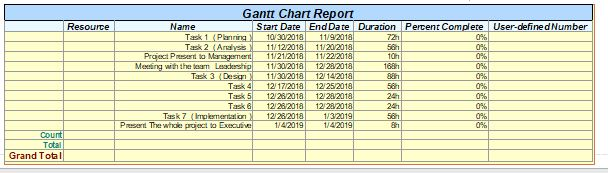 Gantt Chart Report
Resource Name Start Date End Date Duration Percent Complete User-defined Number
Task 1 ( Planning ) 10/30/2018 11/9/2018 72h 0%
Task 2 ( Analysis ) 11/12/2018 11/20/2018 56h 0%
Project Present to Management 11/21/2018 11/22/2018 10h 0%
Meeting with the team Leadership 11/30/2018 12/28/2018 168h 0%
Task 3 ( Design ) 11/30/2018 12/14/2018 88h 0%
Task 4 12/17/2018 12/25/2018 56h 0%
Task 5 12/26/2018 12/28/2018 24h 0%
Task 6 12/26/2018 12/28/2018 24h 0%
Task 7 ( Implementation ) 12/26/2018 1/3/2019 56h 0%
Present The whole project to Executive 1/4/2019 1/4/2019 8h 0%
Count
Total
Grand Total